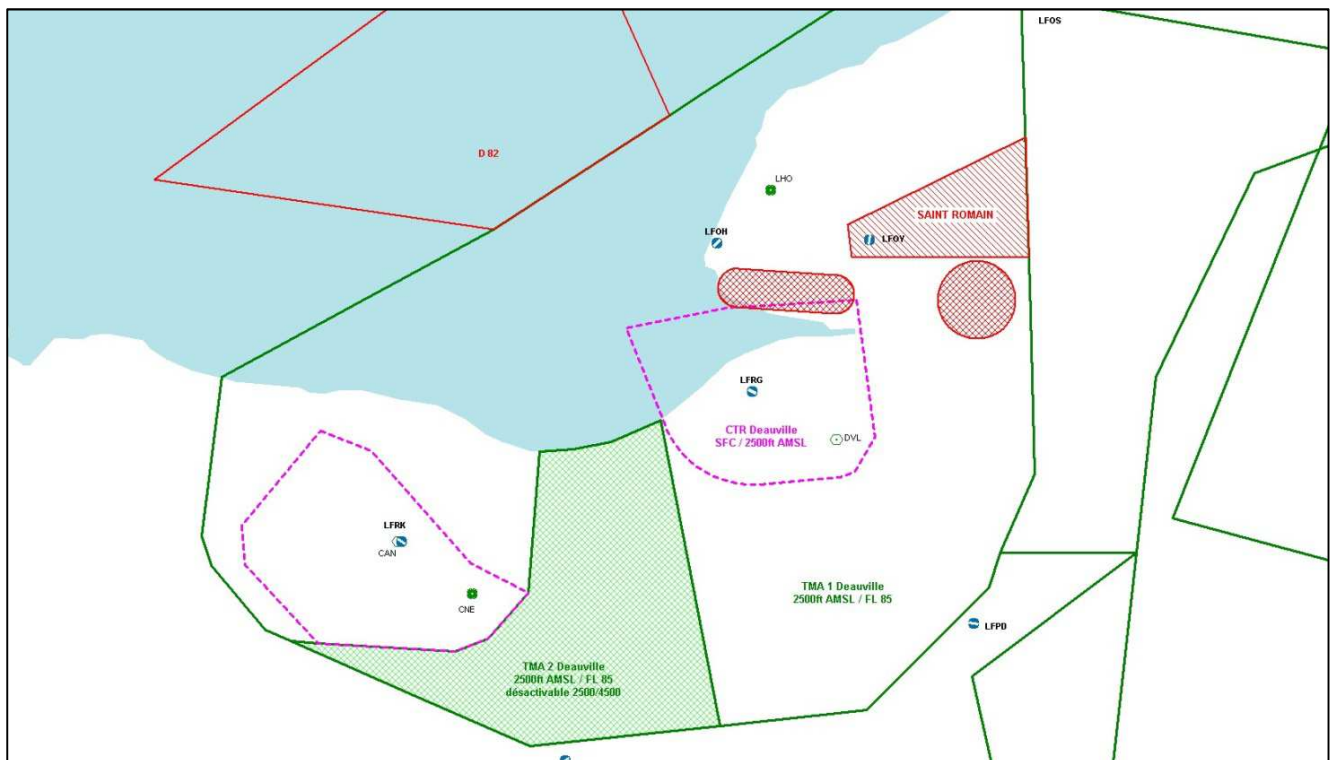 LFOS
D 82
LHO
SAINT ROMAIN
LFOH
LFOY
LFRG
CTR Deauville
SFC / 2500ft AMSL
DVL
LFRK
CAN
CNE
TMA 1 Deauville
2500ft AMSL / FL 85
LFPD
TMA 2 Deauville
2500ft AMSL / FL 85
désactivable 2500/4500